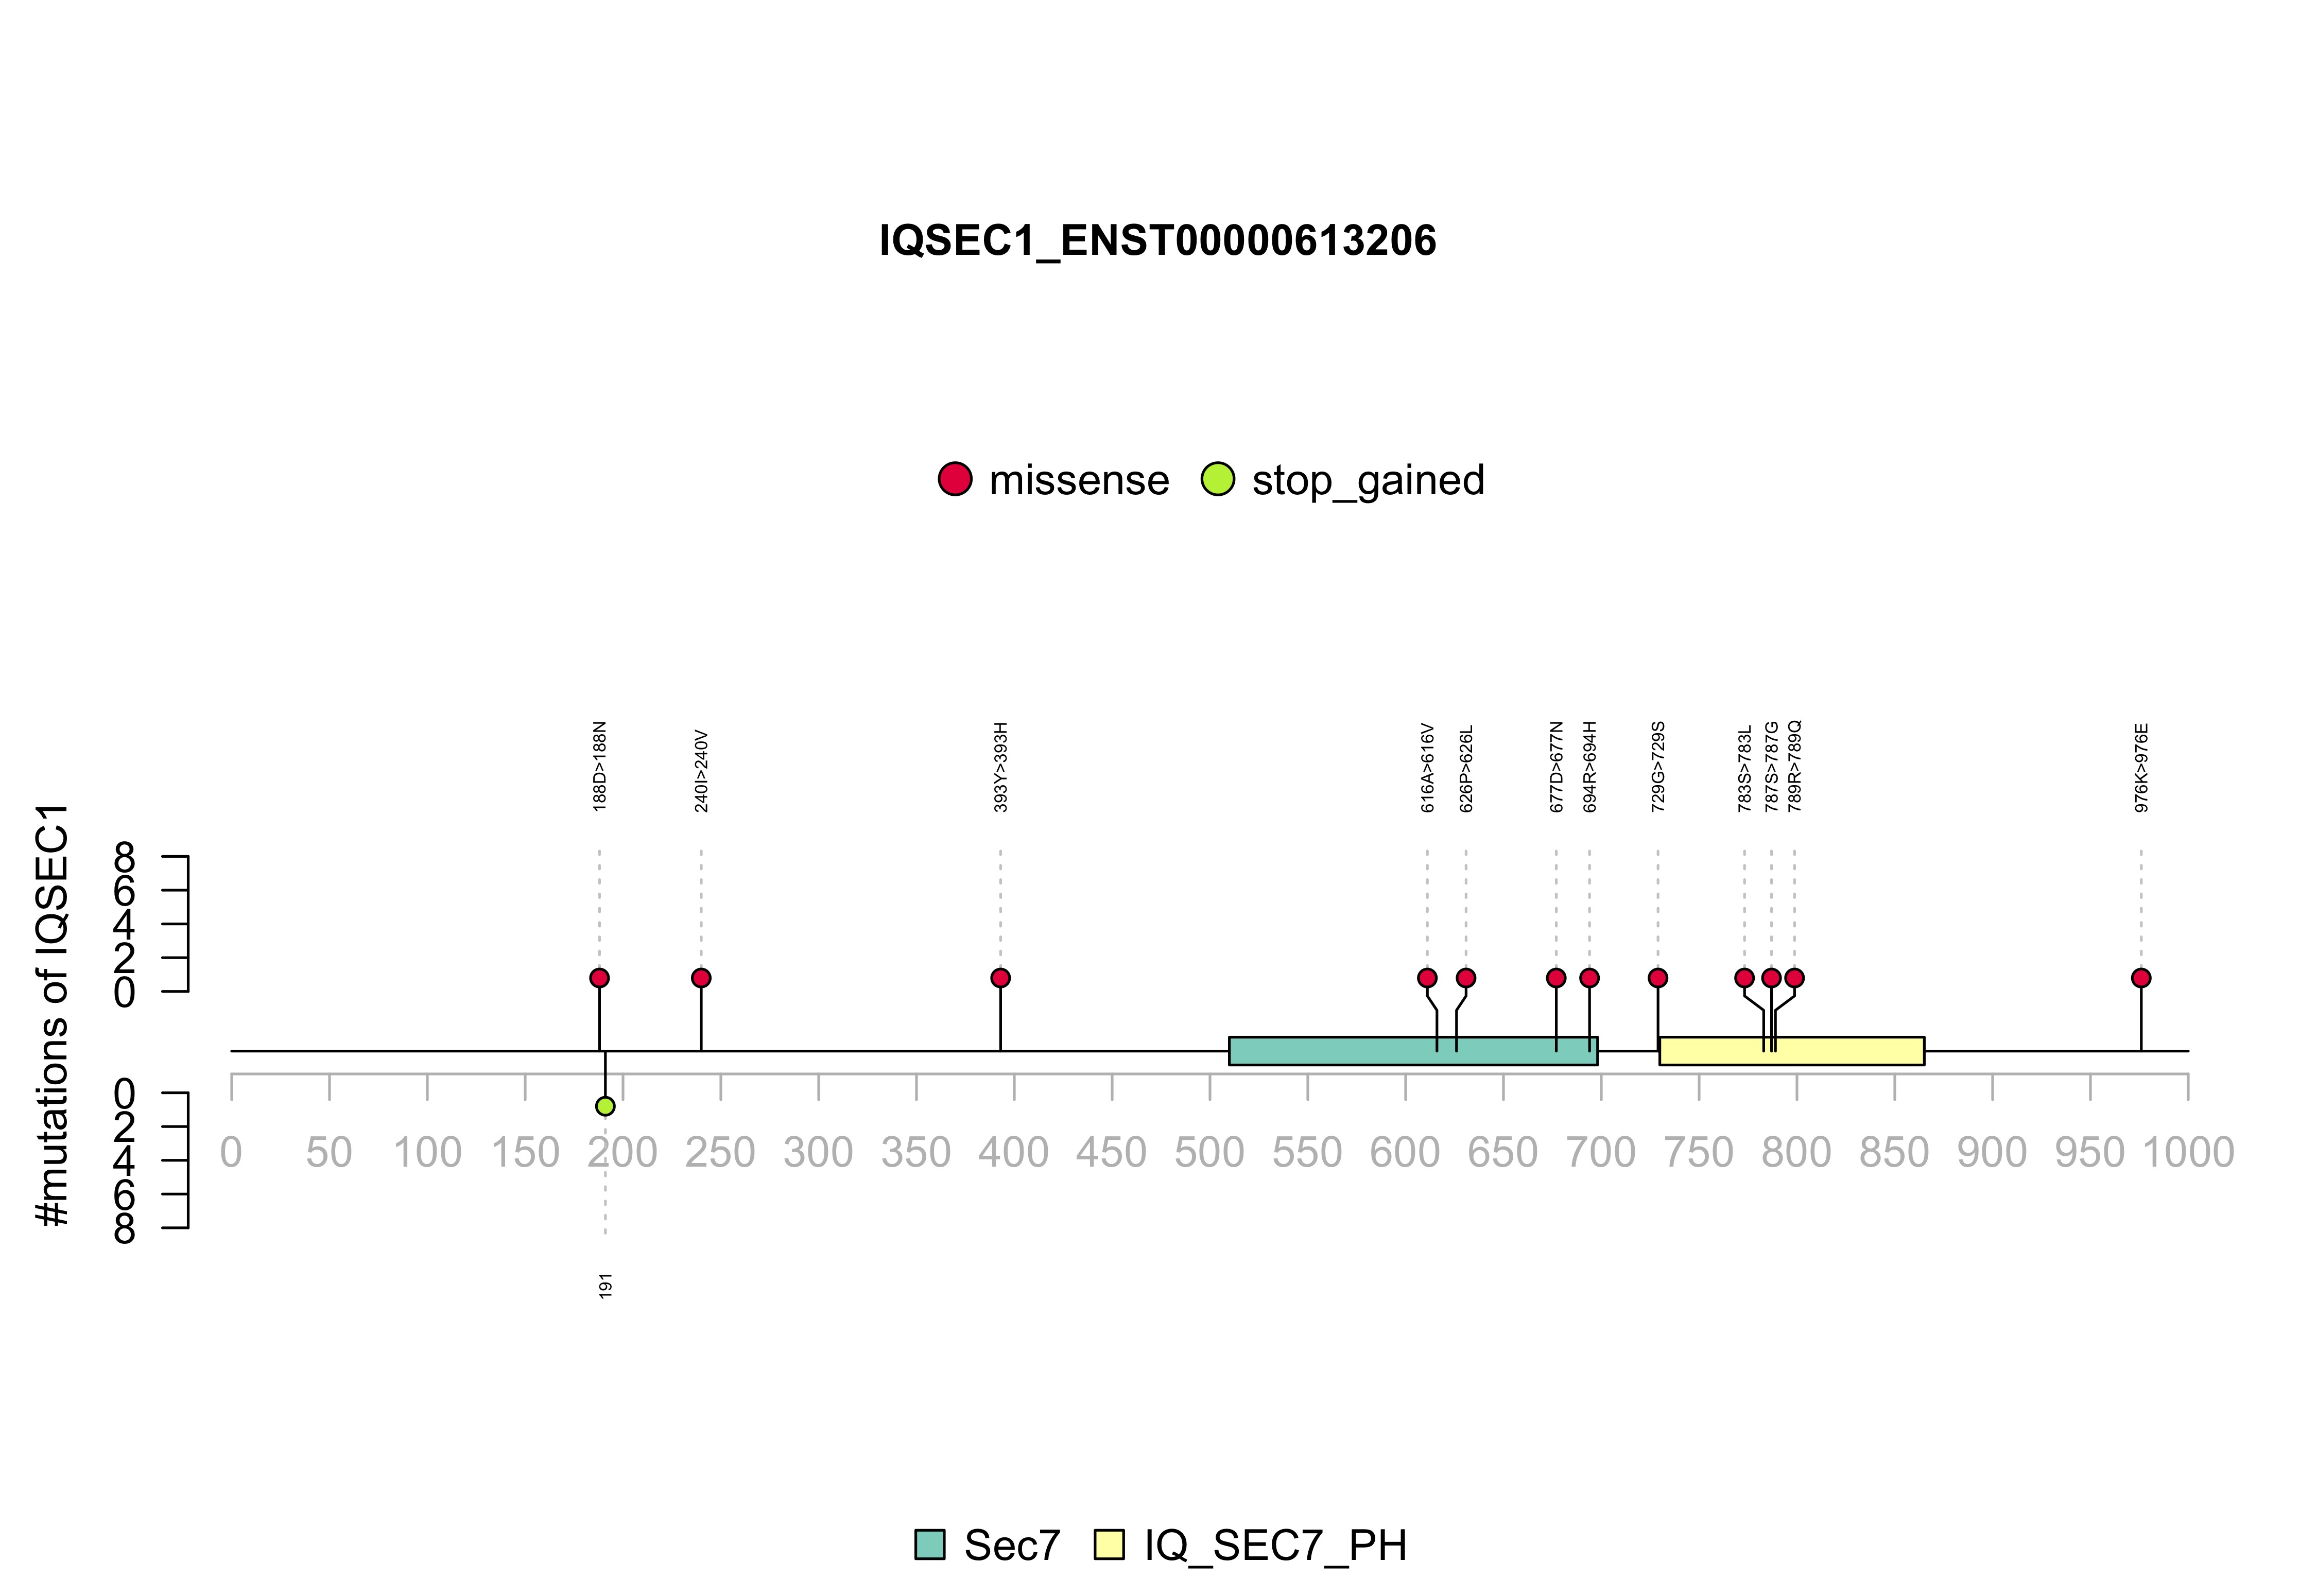 IQSEC1_ENST00000613206
missense stop_gained
188D>188N
240I>240V
393Y>393H
616A>616V
626P>626L
677D>677N
694R>694H
729G>729S
783S>783L
787S>787G
789R>789Q
976K>976E
#mutations of IQSEC1
8
6
4
2
0
0
2
4
6
8
0 50 100 150 200 250 300 350 400 450 500 550 600 650 700 750 800 850 900 950 1000
191
Sec7 IQ_SEC7_PH